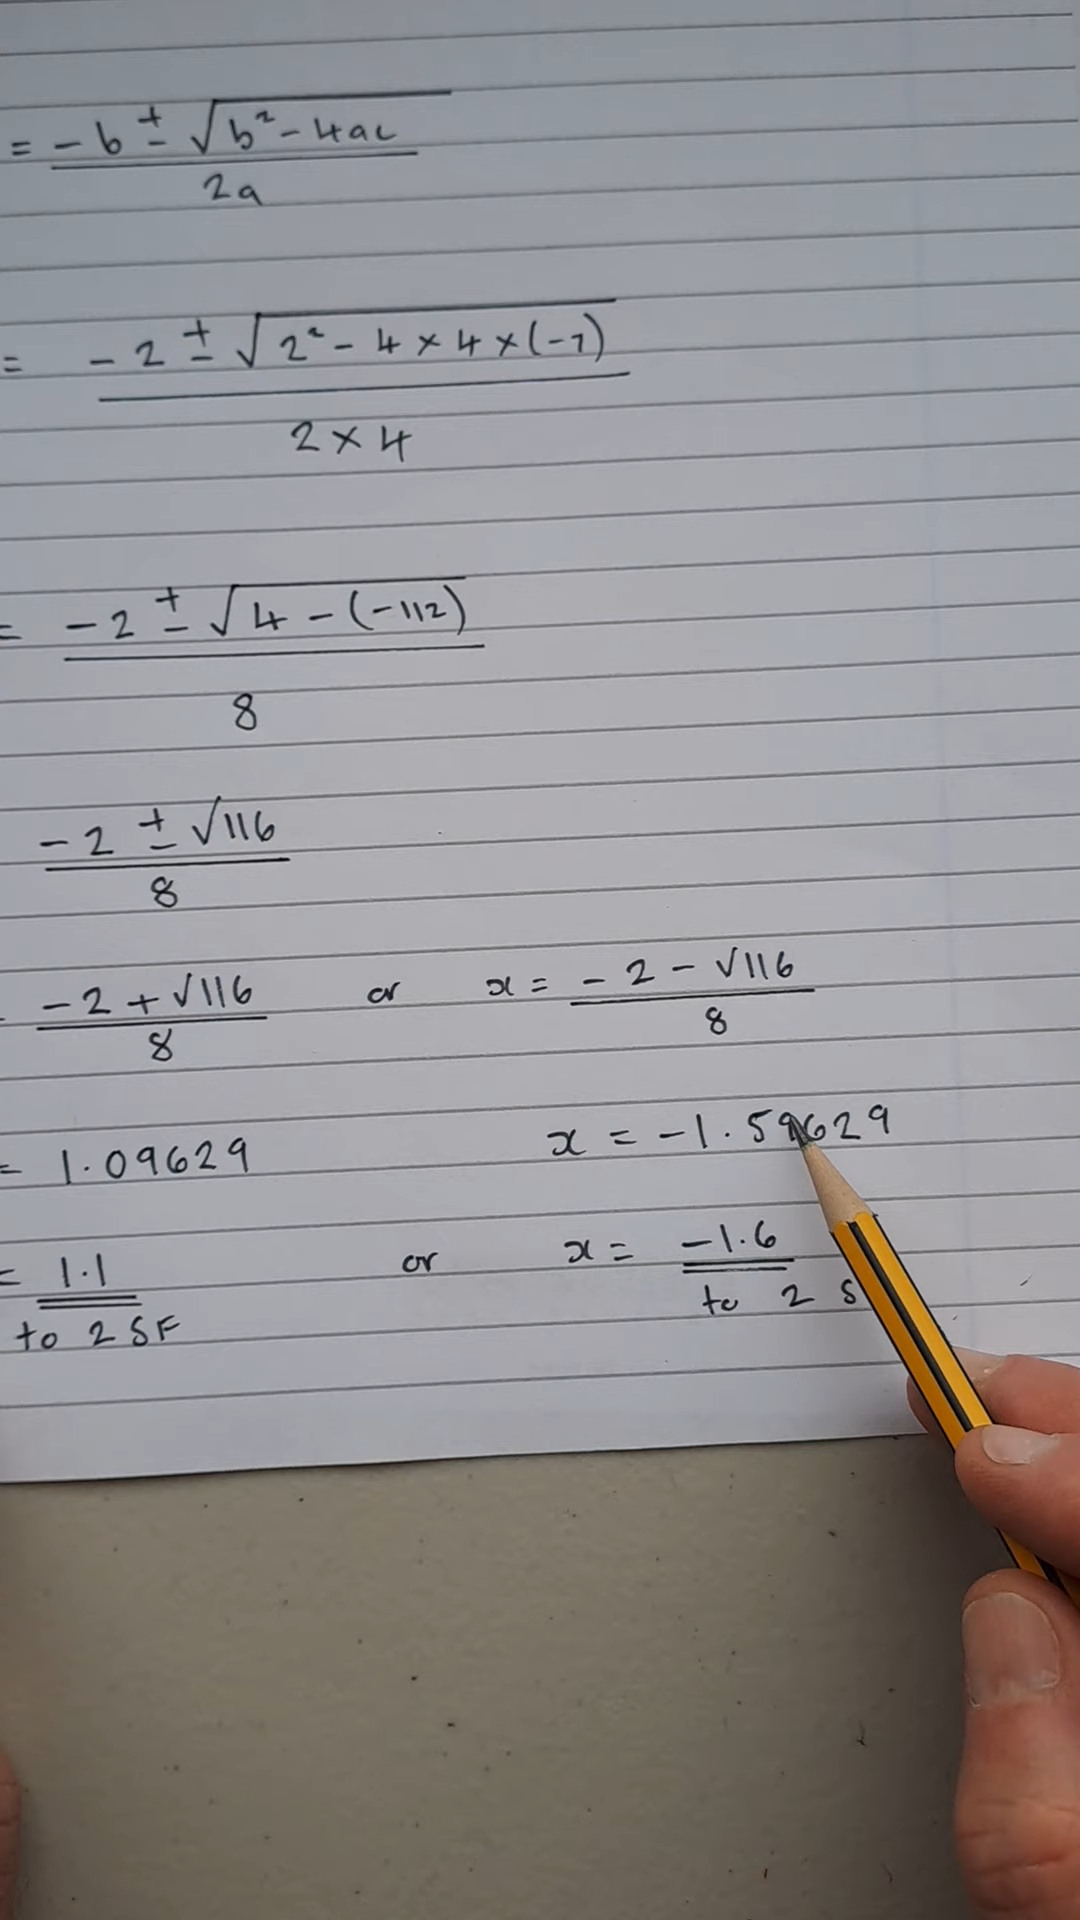 = -b ± √b² - 4ac
2a
= -2 ± √2² - 4 × 4 × (-7)
2 × 4
= -2 ± √4 - (-112)
8
-2 ± √116
8
-2 + √116 or x = -2 - √116
8 8
= 1.09629 x = -1.59629
= 1.1 or x = -1.6
to 2 SF to 2 S